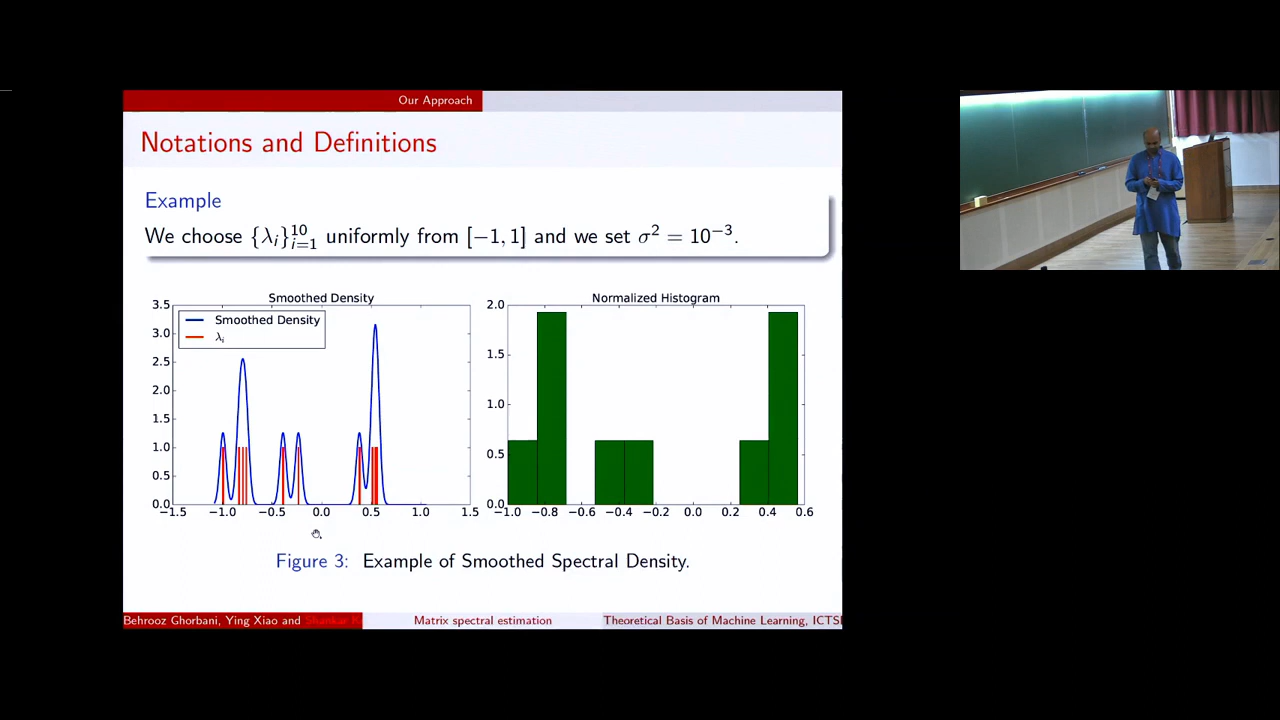 Our Approach
Notations and Definitions
Example
We choose {λᵢ}¹⁰ᵢ₌₁ uniformly from [−1, 1] and we set σ² = 10⁻³.
Smoothed Density
3.5
3.0
2.5
2.0
1.5
1.0
0.5
0.0
Smoothed Density
λᵢ
−1.5 −1.0 −0.5 0.0 0.5 1.0 1.5
Normalized Histogram
2.0
1.5
1.0
0.5
0.0
−1.0 −0.8 −0.6 −0.4 −0.2 0.0 0.2 0.4 0.6
Figure 3: Example of Smoothed Spectral Density.
Behrooz Ghorbani, Ying Xiao and Shankar
Matrix spectral estimation
Theoretical Basis of Machine Learning, ICTS